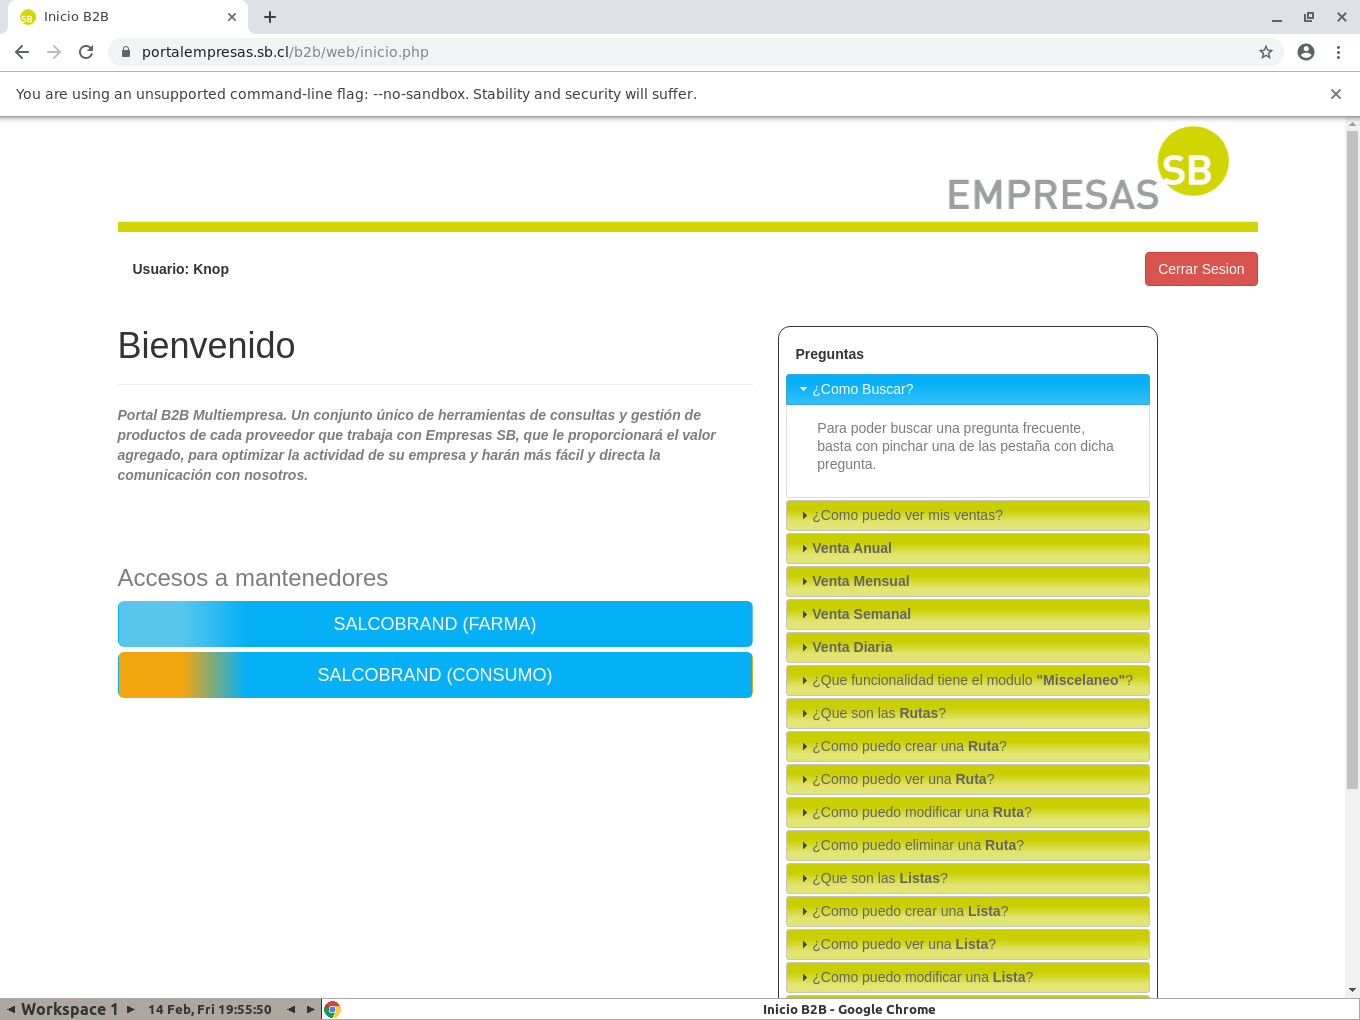 Inicio B2B
portalempresas.sb.cl/b2b/web/inicio.php
You are using an unsupported command-line flag: --no-sandbox. Stability and security will suffer.
EMPRESAS SB
Usuario: Knop
Cerrar Sesion
Bienvenido
Portal B2B Multiempresa. Un conjunto único de herramientas de consultas y gestión de
productos de cada proveedor que trabaja con Empresas SB, que le proporcionará el valor
agregado, para optimizar la actividad de su empresa y harán más fácil y directa la
comunicación con nosotros.
Accesos a mantenedores
SALCOBRAND (FARMA)
SALCOBRAND (CONSUMO)
Preguntas
¿Como Buscar?
Para poder buscar una pregunta frecuente,
basta con pinchar una de las pestaña con dicha
pregunta.
¿Como puedo ver mis ventas?
Venta Anual
Venta Mensual
Venta Semanal
Venta Diaria
¿Que funcionalidad tiene el modulo "Miscelaneo"?
¿Que son las Rutas?
¿Como puedo crear una Ruta?
¿Como puedo ver una Ruta?
¿Como puedo modificar una Ruta?
¿Como puedo eliminar una Ruta?
¿Que son las Listas?
¿Como puedo crear una Lista?
¿Como puedo ver una Lista?
¿Como puedo modificar una Lista?
Workspace 1
14 Feb, Fri 19:55:50
Inicio B2B - Google Chrome